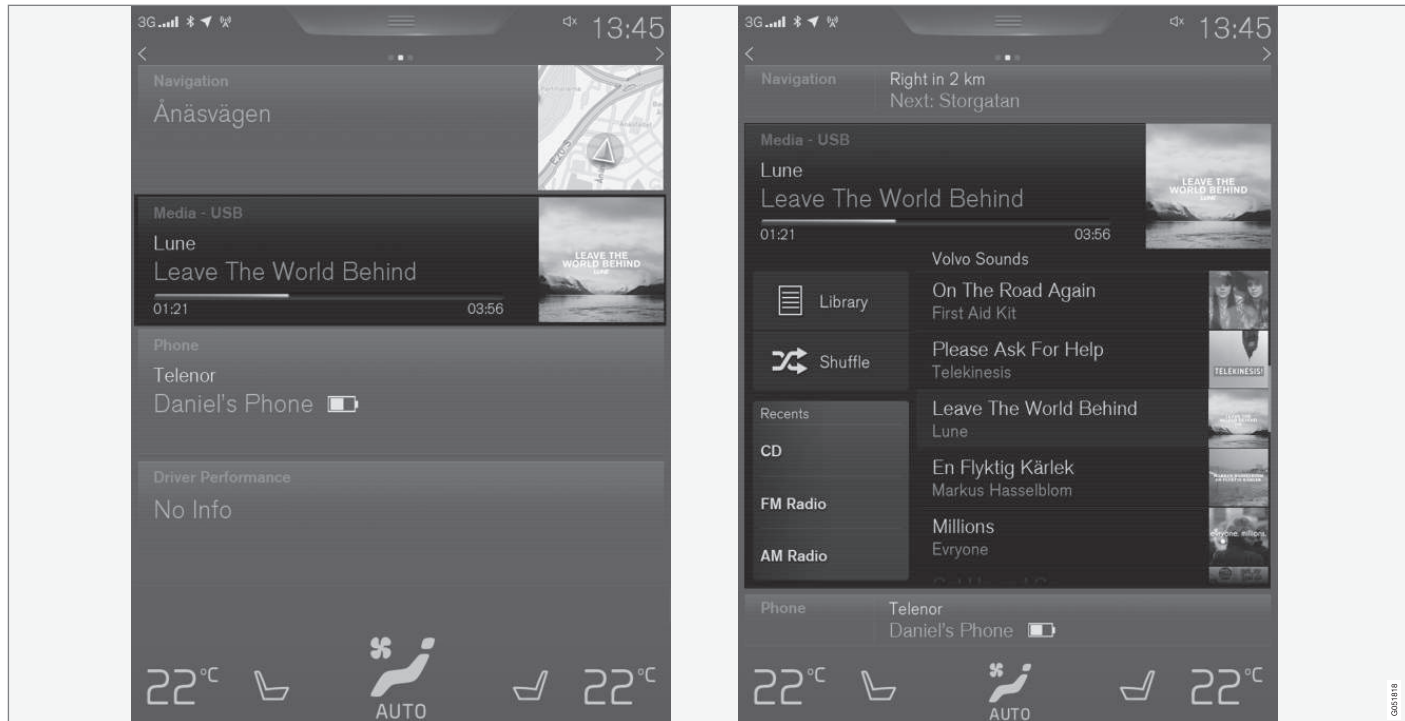 3G
13:45
Navigation
Ånäsvägen
Media - USB
Lune
Leave The World Behind
01:21 03:56
LEAVE THE
WORLD BEHIND
LUNE
Phone
Telenor
Daniel's Phone
Driver Performance
No Info
22°C
AUTO
22°C
3G
13:45
Navigation
Right in 2 km
Next: Storgatan
Media - USB
Lune
Leave The World Behind
01:21 03:56
LEAVE THE
WORLD BEHIND
LUNE
Volvo Sounds
Library
Shuffle
Recents
CD
FM Radio
AM Radio
On The Road Again
First Aid Kit
Please Ask For Help
Telekinesis
TELEKINESIS!
Leave The World Behind
Lune
En Flyktig Kärlek
Markus Hasselblom
Millions
Evryone
evryone, millions.
Phone
Telenor
Daniel's Phone
22°C
AUTO
22°C
G051818